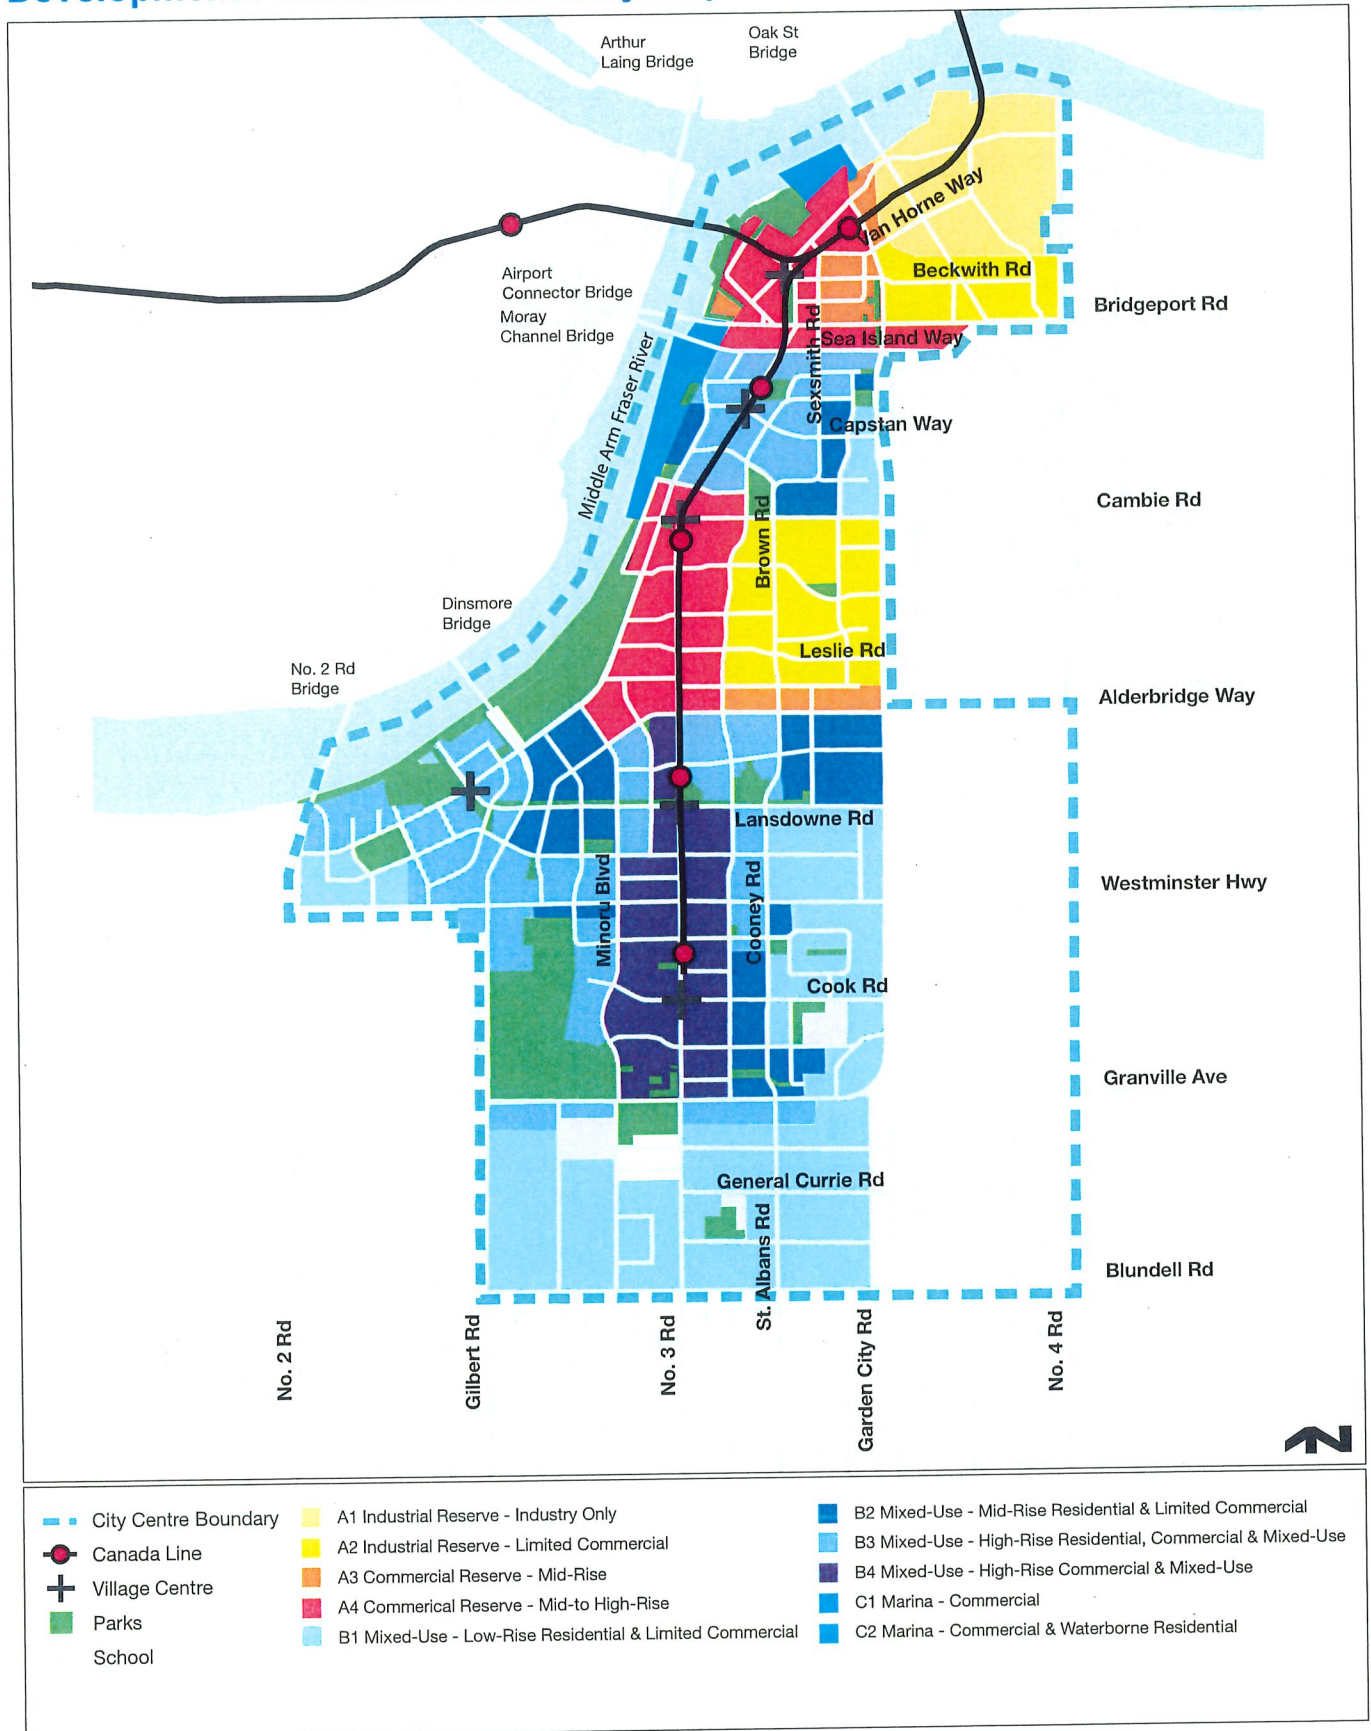 Arthur
Laing Bridge
Oak St
Bridge
Van Horne Way
Airport
Connector Bridge
Beckwith Rd
Bridgeport Rd
Moray
Channel Bridge
Sea Island Way
Sexsmith Rd
Middle Arm Fraser River
Capstan Way
Cambie Rd
Brown Rd
Dinsmore
Bridge
Leslie Rd
No. 2 Rd
Bridge
Alderbridge Way
Lansdowne Rd
Minoru Blvd
Cooney Rd
Westminster Hwy
Cook Rd
Granville Ave
General Currie Rd
St. Albans Rd
Blundell Rd
No. 2 Rd
Gilbert Rd
No. 3 Rd
Garden City Rd
No. 4 Rd
City Centre Boundary
Canada Line
Village Centre
Parks
School
A1 Industrial Reserve - Industry Only
A2 Industrial Reserve - Limited Commercial
A3 Commercial Reserve - Mid-Rise
A4 Commerical Reserve - Mid-to High-Rise
B1 Mixed-Use - Low-Rise Residential & Limited Commercial
B2 Mixed-Use - Mid-Rise Residential & Limited Commercial
B3 Mixed-Use - High-Rise Residential, Commercial & Mixed-Use
B4 Mixed-Use - High-Rise Commercial & Mixed-Use
C1 Marina - Commercial
C2 Marina - Commercial & Waterborne Residential